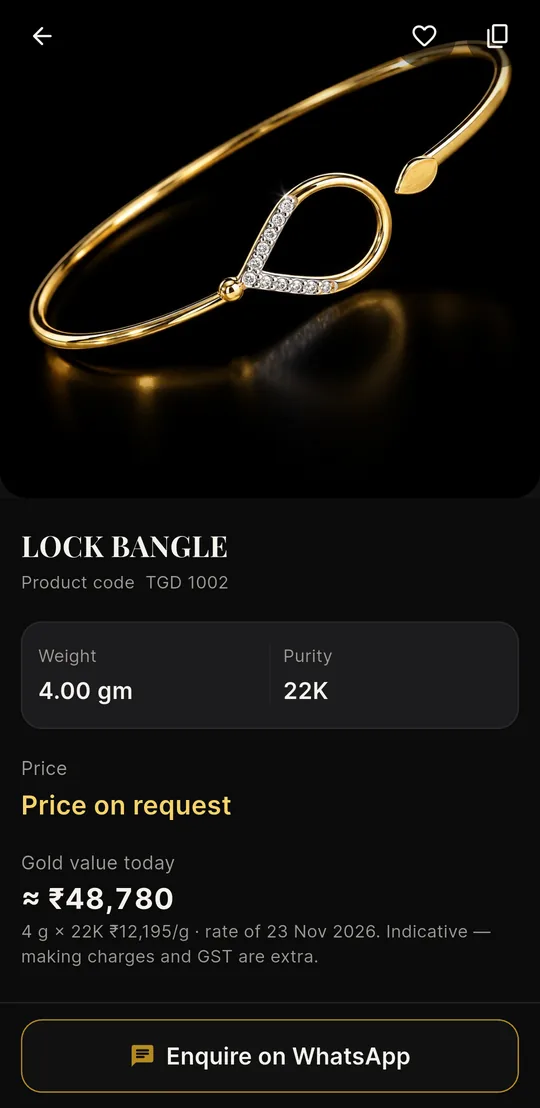 LOCK BANGLE
Product code TGD 1002
Weight
Purity
4.00 gm
22K
Price
Price on request
Gold value today
≈ ₹48,780
4 g × 22K ₹12,195/g · rate of 23 Nov 2026. Indicative —
making charges and GST are extra.
Enquire on WhatsApp